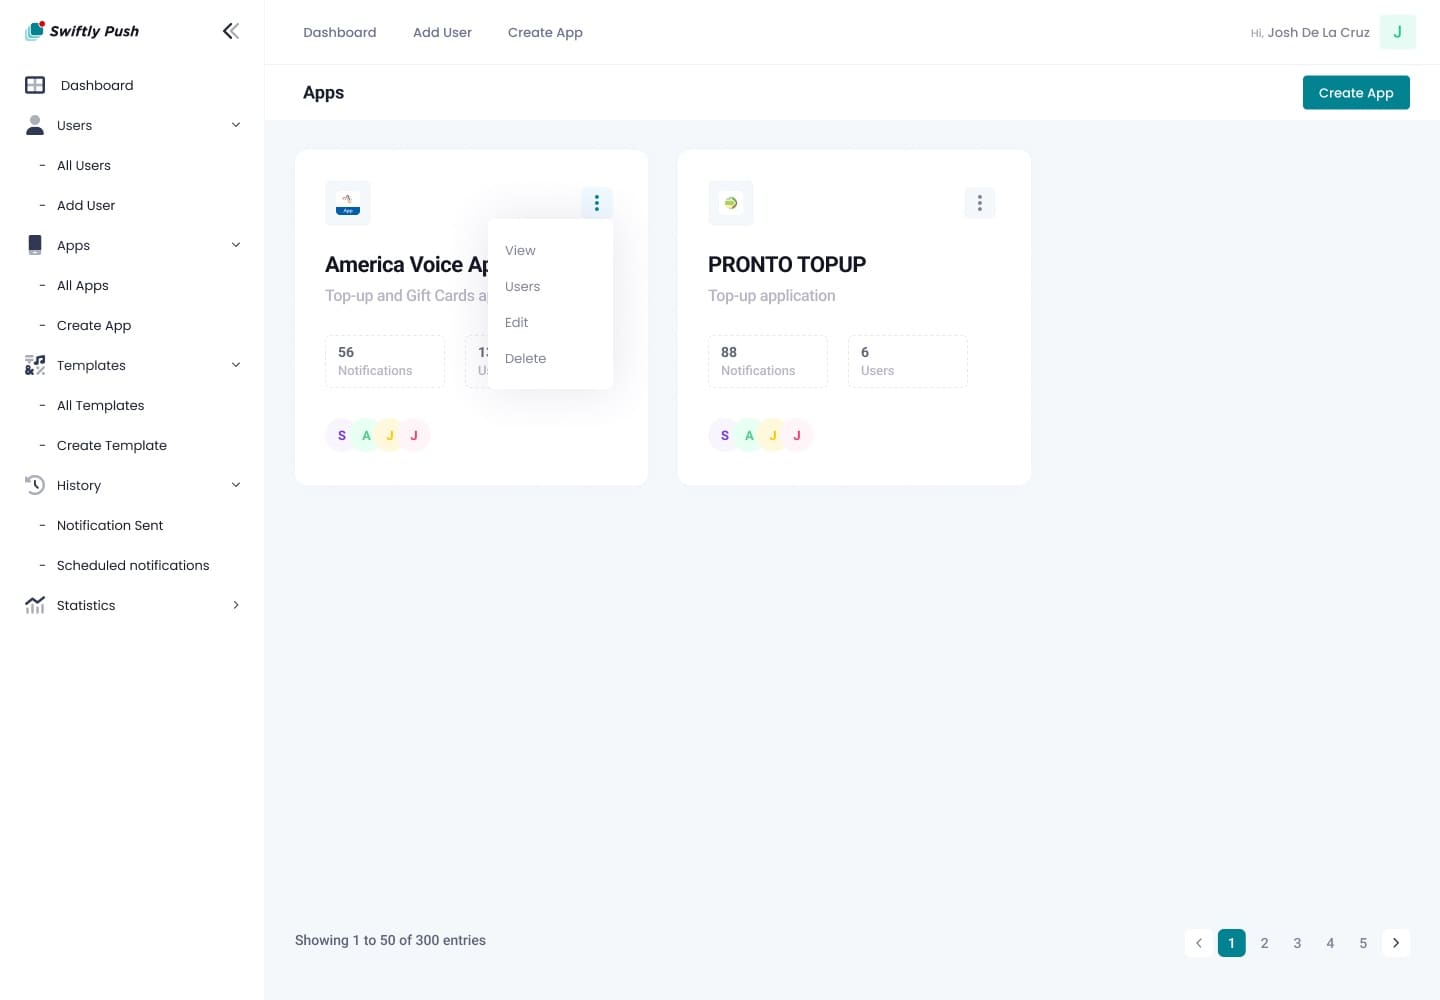 Swiftly Push
Dashboard
Users
- All Users
- Add User
Apps
- All Apps
- Create App
Templates
- All Templates
- Create Template
History
- Notification Sent
- Scheduled notifications
Statistics
Dashboard Add User Create App
Hi, Josh De La Cruz J
Apps
Create App
App
America Voice Ap
Top-up and Gift Cards a
56
Notifications
S A J J
View
Users
Edit
Delete
PRONTO TOPUP
Top-up application
88
Notifications
6
Users
S A J J
Showing 1 to 50 of 300 entries
< 1 2 3 4 5 >